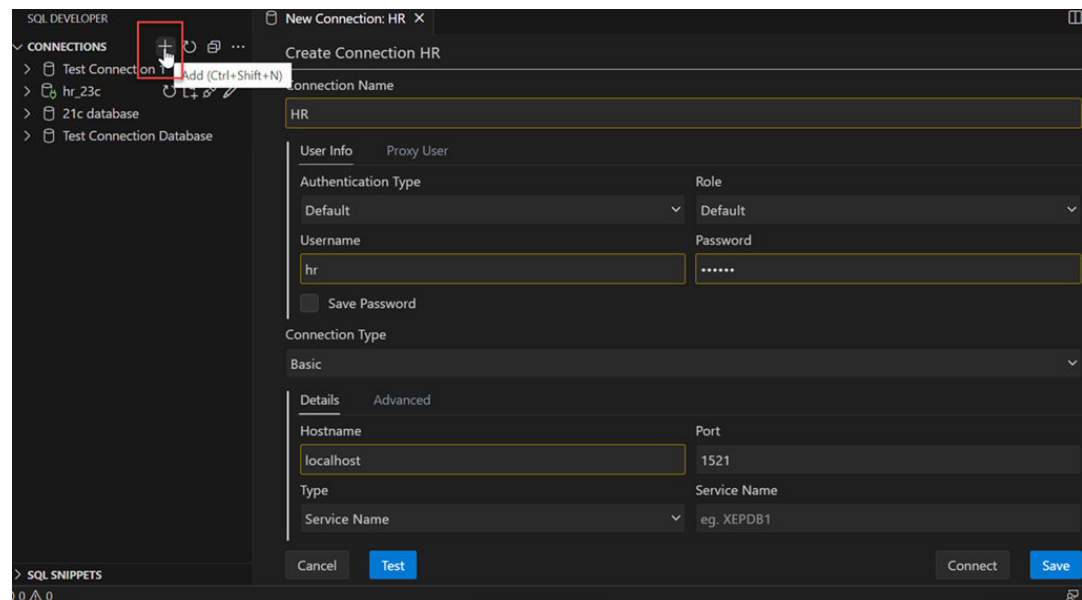 SQL DEVELOPER
New Connection: HR
CONNECTIONS
Test Connection 1
Add (Ctrl+Shift+N)
hr_23c
21c database
Test Connection Database
Create Connection HR
Connection Name
HR
User Info Proxy User
Authentication Type Role
Default Default
Username Password
hr ••••••
Save Password
Connection Type
Basic
Details Advanced
Hostname Port
localhost 1521
Type Service Name
Service Name eg. XEPDB1
Cancel Test Connect Save
SQL SNIPPETS
0 0